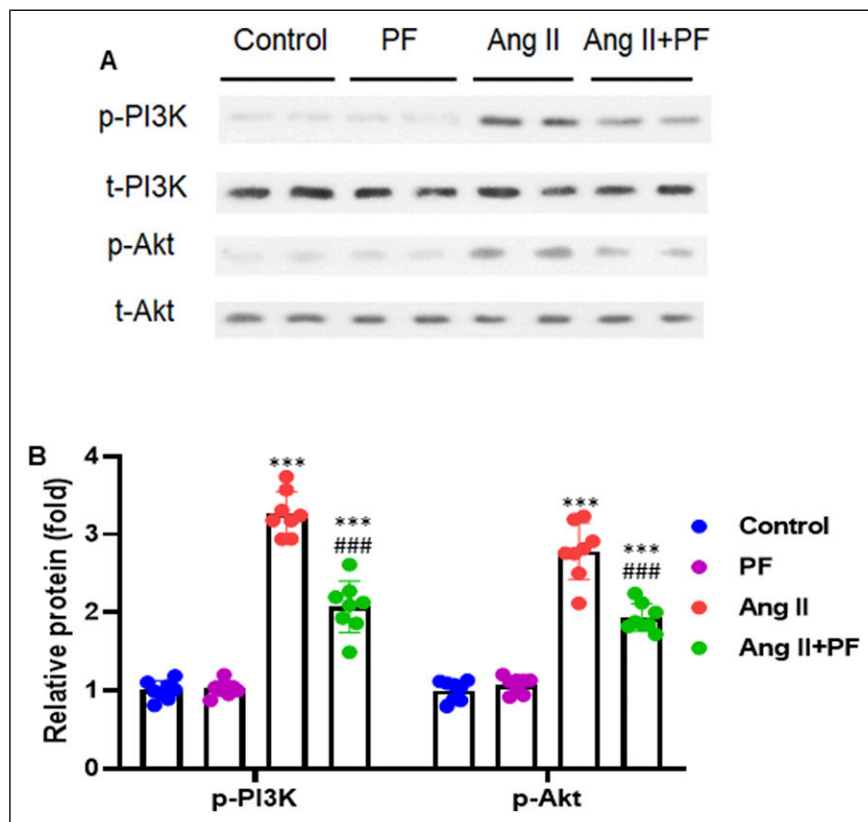 A
Control PF Ang II Ang II+PF
p-PI3K
t-PI3K
p-Akt
t-Akt
B
Relative protein (fold)
4
3
2
1
0
***
***
###
***
***
###
p-PI3K p-Akt
Control
PF
Ang II
Ang II+PF